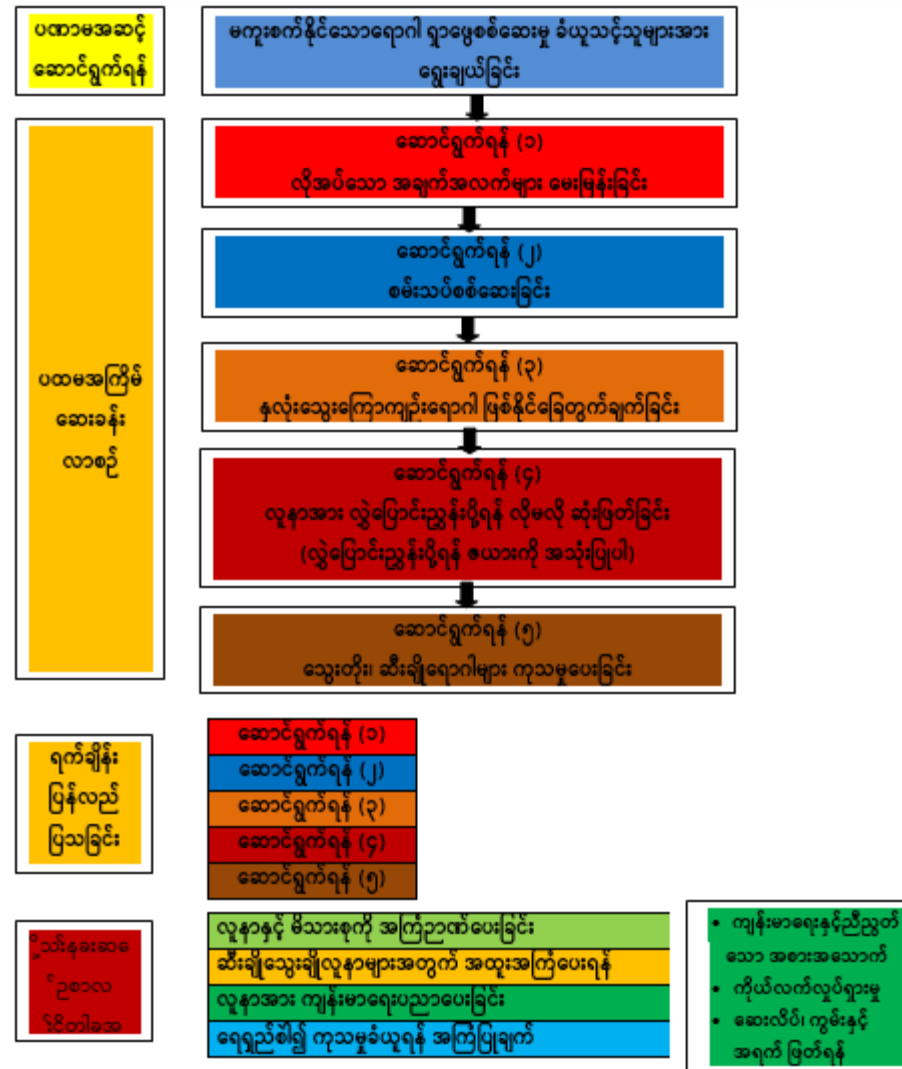 ပဏာမအဆင့်
ဆောင်ရွက်ရန်
မကူးစက်နိုင်သောရောဂါ ရှာဖွေစစ်ဆေးမှု ခံယူသင့်သူများအား
ရွေးချယ်ခြင်း
ပထမအကြိမ်
ဆေးခန်း
လာစဉ်
ဆောင်ရွက်ရန် (၁)
လိုအပ်သော အချက်အလက်များ မေးမြန်းခြင်း
ဆောင်ရွက်ရန် (၂)
စမ်းသပ်စစ်ဆေးခြင်း
ဆောင်ရွက်ရန် (၃)
နှလုံးသွေးကြောကျဉ်းရောဂါ ဖြစ်နိုင်ခြေတွက်ချက်ခြင်း
ဆောင်ရွက်ရန် (၄)
လူနာအား လွှဲပြောင်းညွှန်းပို့ရန် လိုမလို ဆုံးဖြတ်ခြင်း
(လွှဲပြောင်းညွှန်းပို့ရန် ဇယားကို အသုံးပြုပါ)
ဆောင်ရွက်ရန် (၅)
သွေးတိုး၊ ဆီးချိုရောဂါများ ကုသမှုပေးခြင်း
ရက်ချိန်း
ပြန်လည်
ပြသခြင်း
ဆောင်ရွက်ရန် (၁)
ဆောင်ရွက်ရန် (၂)
ဆောင်ရွက်ရန် (၃)
ဆောင်ရွက်ရန် (၄)
ဆောင်ရွက်ရန် (၅)
လူနာနှင့် မိသားစုကို အကြံဉာဏ်ပေးခြင်း
ဆီးချိုသွေးချိုလူနာများအတွက် အထူးအကြံပေးရန်
လူနာအား ကျန်းမာရေးပညာပေးခြင်း
ရေရှည်စွဲ၍ ကုသမှုခံယူရန် အကြံပြုချက်
• ကျန်းမာရေးနှင့်ညီညွတ်
သော အစားအသောက်
• ကိုယ်လက်လှုပ်ရှားမှု
• ဆေးလိပ်၊ ကွမ်းနှင့်
အရက် ဖြတ်ရန်